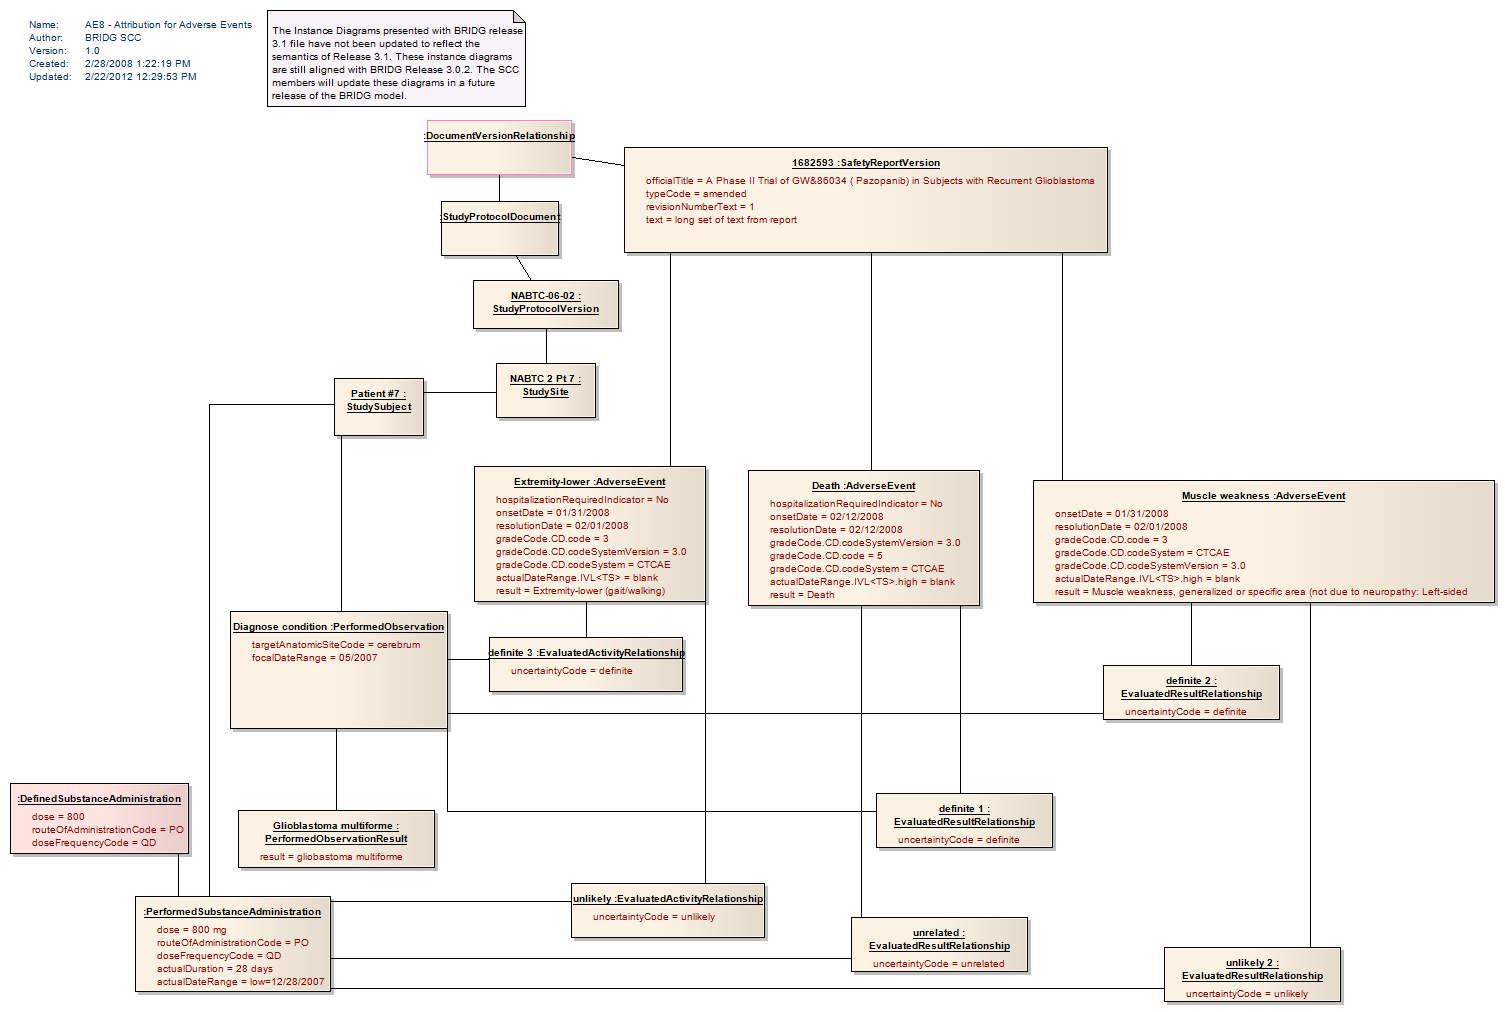 Name: AE8 - Attribution for Adverse Events
Author: BRIDG SCC
Version: 1.0
Created: 2/28/2008 1:22:19 PM
Updated: 2/22/2012 12:29:53 PM
The Instance Diagrams presented with BRIDG release
3.1 file have not been updated to reflect the
semantics of Release 3.1. These instance diagrams
are still aligned with BRIDG Release 3.0.2. The SCC
members will update these diagrams in a future
release of the BRIDG model.
:DocumentVersionRelationship
1682593 :SafetyReportVersion
officialTitle = A Phase II Trial of GW&86034 ( Pazopanib) in Subjects with Recurrent Glioblastoma
typeCode = amended
revisionNumberText = 1
text = long set of text from report
:StudyProtocolDocument
NABTC-06-02 :
StudyProtocolVersion
NABTC 2 Pt 7 :
StudySite
Patient #7 :
StudySubject
Extremity-lower :AdverseEvent
hospitalizationRequiredIndicator = No
onsetDate = 01/31/2008
resolutionDate = 02/01/2008
gradeCode.CD.code = 3
gradeCode.CD.codeSystemVersion = 3.0
gradeCode.CD.codeSystem = CTCAE
actualDateRange.IVL<TS> = blank
result = Extremity-lower (gait/walking)
Death :AdverseEvent
hospitalizationRequiredIndicator = No
onsetDate = 02/12/2008
resolutionDate = 02/12/2008
gradeCode.CD.codeSystemVersion = 3.0
gradeCode.CD.code = 5
gradeCode.CD.codeSystem = CTCAE
actualDateRange.IVL<TS>.high = blank
result = Death
Muscle weakness :AdverseEvent
onsetDate = 01/31/2008
resolutionDate = 02/01/2008
gradeCode.CD.code = 3
gradeCode.CD.codeSystem = CTCAE
gradeCode.CD.codeSystemVersion = 3.0
actualDateRange.IVL<TS>.high = blank
result = Muscle weakness, generalized or specific area (not due to neuropathy: Left-sided
Diagnose condition :PerformedObservation
targetAnatomicSiteCode = cerebrum
focalDateRange = 05/2007
definite 3 :EvaluatedActivityRelationship
uncertaintyCode = definite
definite 2 :
EvaluatedResultRelationship
uncertaintyCode = definite
:DefinedSubstanceAdministration
dose = 800
routeOfAdministrationCode = PO
doseFrequencyCode = QD
Glioblastoma multiforme :
PerformedObservationResult
result = gliobastoma multiforme
definite 1 :
EvaluatedResultRelationship
uncertaintyCode = definite
:PerformedSubstanceAdministration
dose = 800 mg
routeOfAdministrationCode = PO
doseFrequencyCode = QD
actualDuration = 28 days
actualDateRange = low=12/28/2007
unlikely :EvaluatedActivityRelationship
uncertaintyCode = unlikely
unrelated :
EvaluatedResultRelationship
uncertaintyCode = unrelated
unlikely 2 :
EvaluatedResultRelationship
uncertaintyCode = unlikely